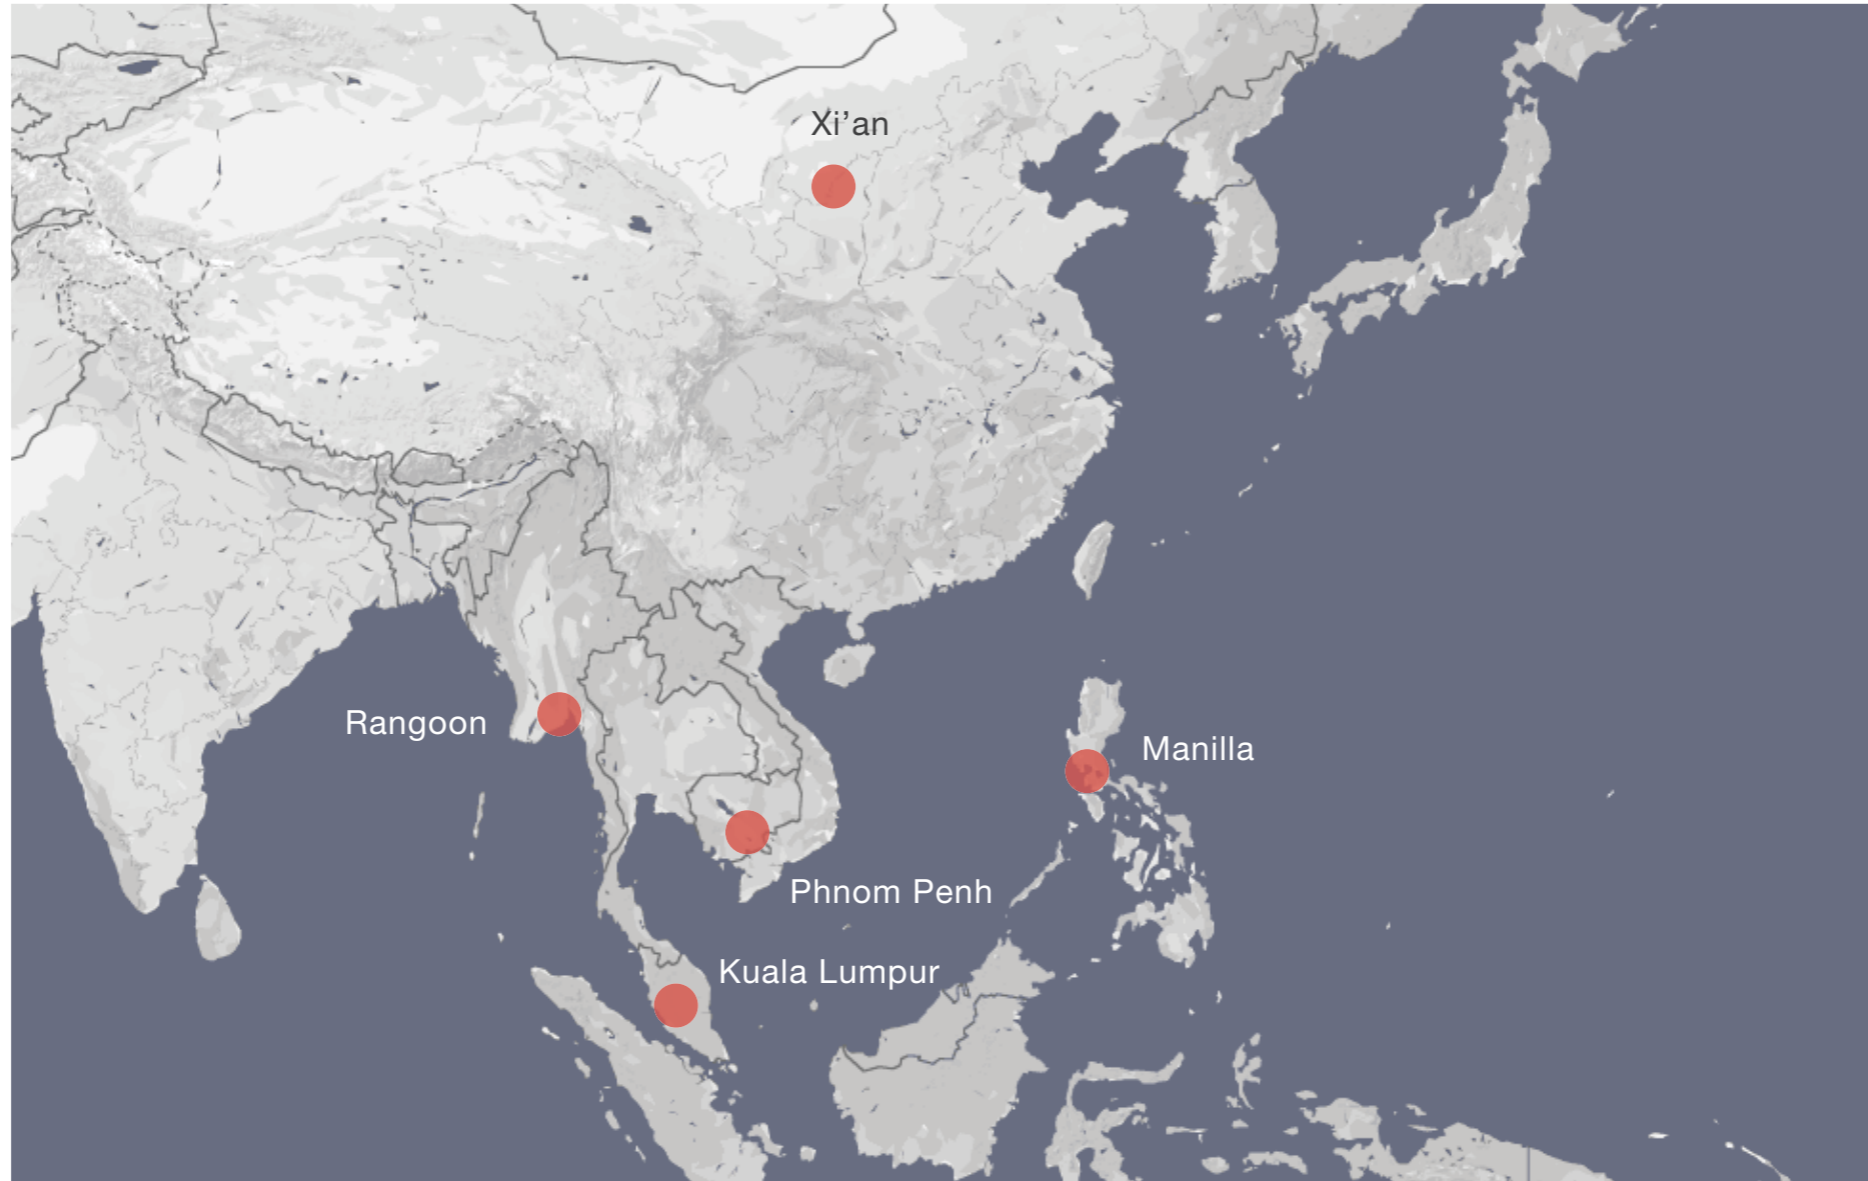 Xi’an
Rangoon
Manilla
Phnom Penh
Kuala Lumpur